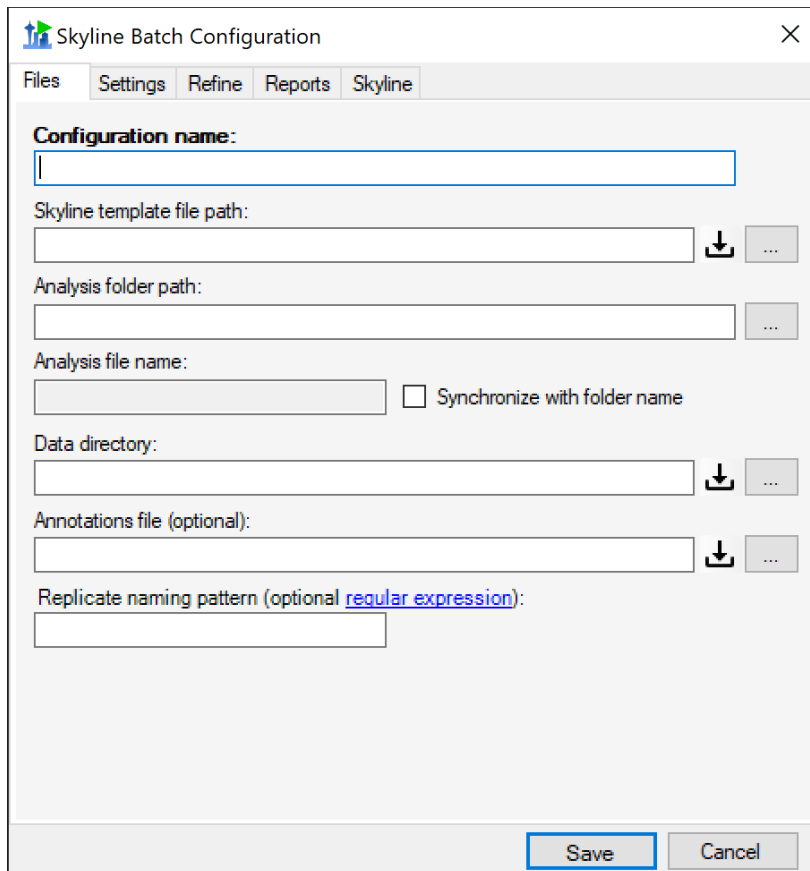 Skyline Batch Configuration
Files Settings Refine Reports Skyline
Configuration name:
Skyline template file path:
...
Analysis folder path:
...
Analysis file name:
Synchronize with folder name
Data directory:
...
Annotations file (optional):
...
Replicate naming pattern (optional regular expression):
Save Cancel